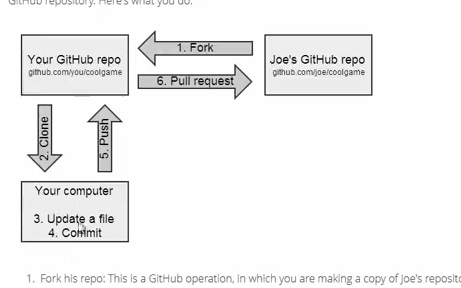 GitHub repository. Here's what you do.
1. Fork
Your GitHub repo
github.com/you/coolgame
Joe's GitHub repo
github.com/joe/coolgame
6. Pull request
2. Clone
5. Push
Your computer
3. Update a file
4. Commit
1. Fork his repo: This is a GitHub operation, in which you are making a copy of Joe's reposito